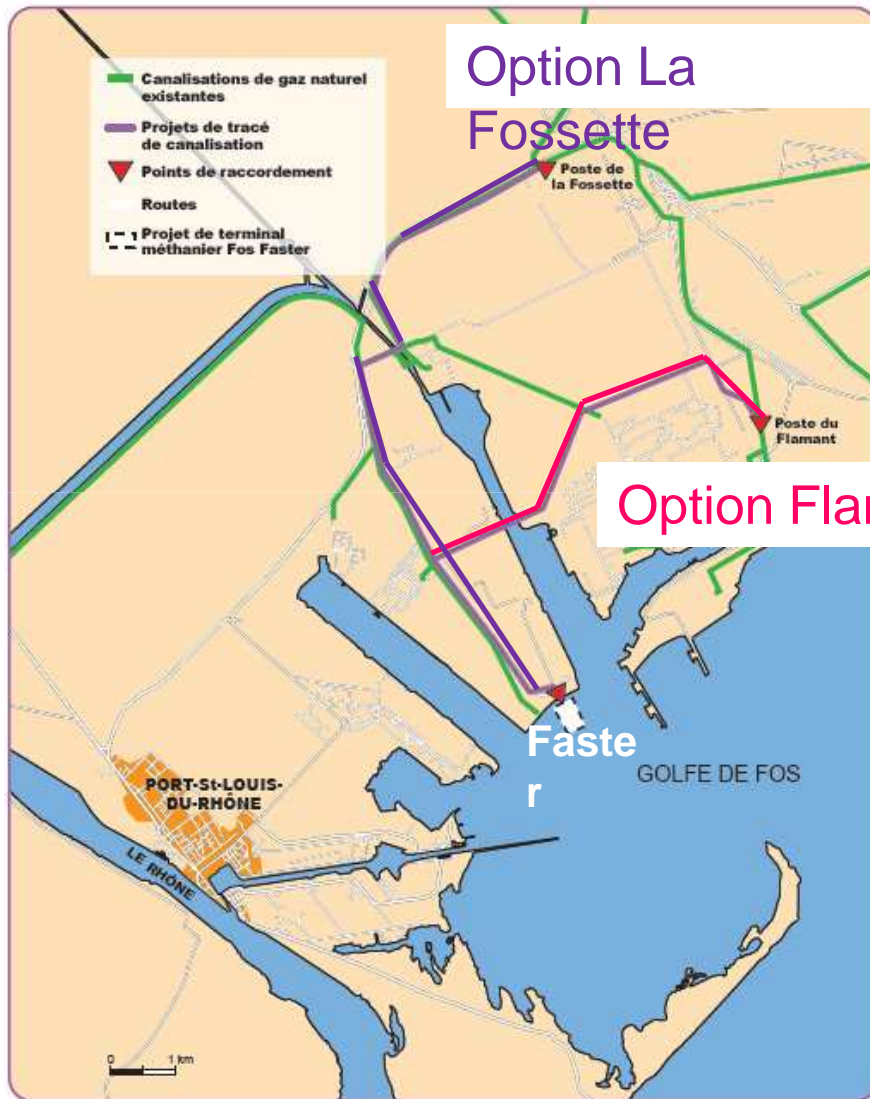 Option La
Fossette
Canalisations de gaz naturel
existantes
Projets de tracé
de canalisation
Points de raccordement
Routes
Projet de terminal
méthanier Fos Faster
Poste de
la Fossette
Poste du
Flamant
Option Fla
Faste
r
GOLFE DE FOS
PORT-St-LOUIS-
DU-RHÔNE
LE RHÔNE
0 1 km